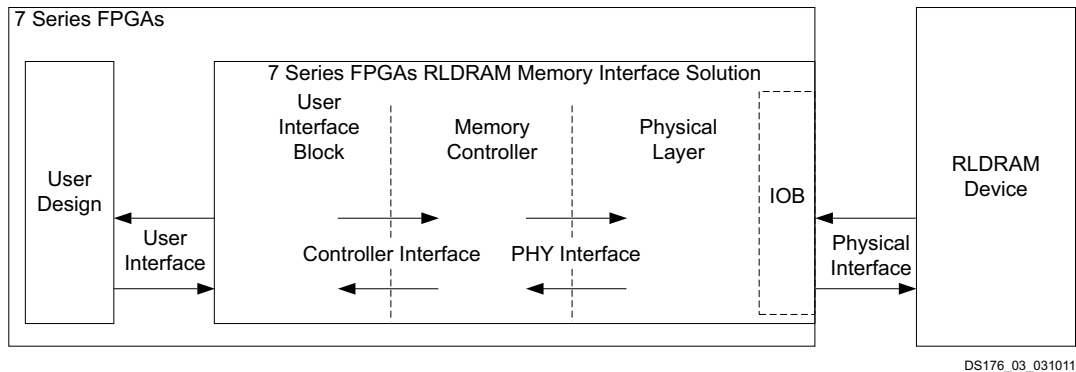 7 Series FPGAs
7 Series FPGAs RLDRAM Memory Interface Solution
User
Interface
Block
Memory
Controller
Physical
Layer
User
Design
IOB
RLDRAM
Device
User
Interface
Controller Interface
PHY Interface
Physical
Interface
DS176_03_031011